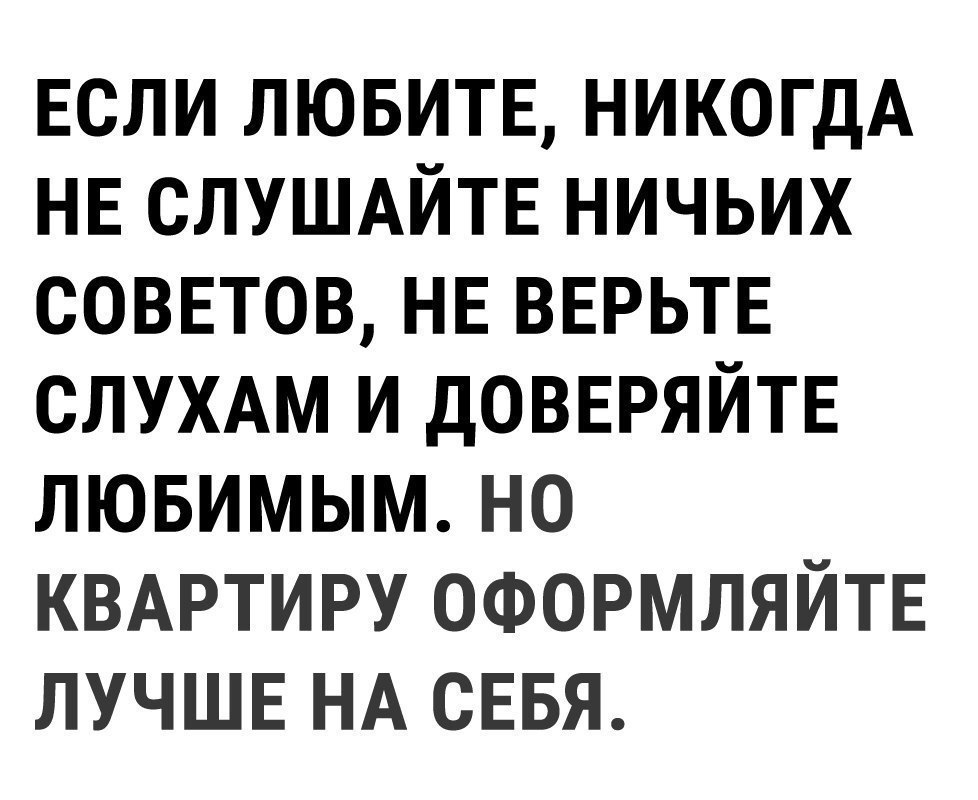 ЕСЛИ ЛЮБИТЕ, НИКОГДА
НЕ СЛУШАЙТЕ НИЧЬИХ
СОВЕТОВ, НЕ ВЕРЬТЕ
СЛУХАМ И ДОВЕРЯЙТЕ
ЛЮБИМЫМ. НО
КВАРТИРУ ОФОРМЛЯЙТЕ
ЛУЧШЕ НА СЕБЯ.